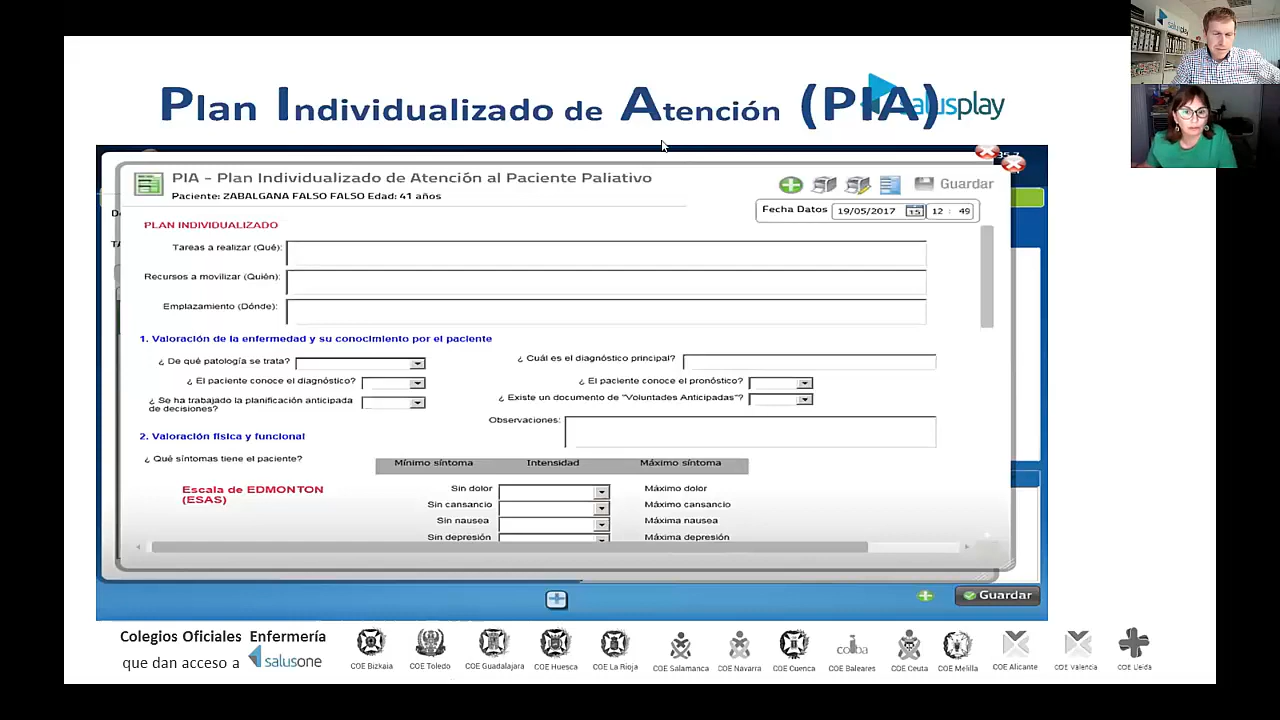 salusplay
Plan Individualizado de Atención (PIA)
salusplay
PIA - Plan Individualizado de Atención al Paciente Paliativo
Paciente: ZABALGANA FALSO FALSO Edad: 41 años
Guardar
Fecha Datos 19/05/2017 15 12 : 49
PLAN INDIVIDUALIZADO
Tareas a realizar (Qué):
Recursos a movilizar (Quién):
Emplazamiento (Dónde):
1. Valoración de la enfermedad y su conocimiento por el paciente
¿ De qué patología se trata?
¿ Cuál es el diagnóstico principal?
¿ El paciente conoce el diagnóstico?
¿ El paciente conoce el pronóstico?
¿ Se ha trabajado la planificación anticipada
de decisiones?
¿ Existe un documento de "Voluntades Anticipadas"?
Observaciones:
2. Valoración física y funcional
¿ Qué síntomas tiene el paciente?
Mínimo síntoma Intensidad Máximo síntoma
Escala de EDMONTON
(ESAS)
Sin dolor Máximo dolor
Sin cansancio Máximo cansancio
Sin nausea Máxima nausea
Sin depresión Máxima depresión
Guardar
Colegios Oficiales Enfermería
que dan acceso a salusone
COE Bizkaia COE Toledo COE Guadalajara COE Huesca COE La Rioja COE Salamanca COE Navarra COE Cuenca COE Baleares COE Ceuta COE Melilla COE Alicante COE Valencia COE Lleida